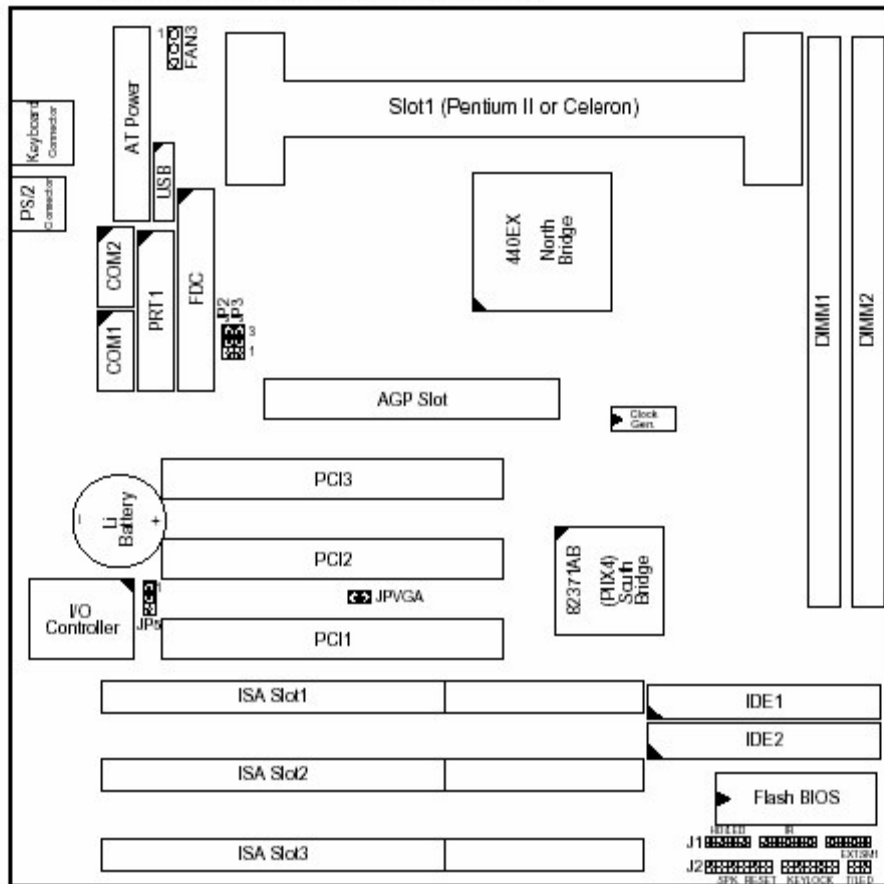 1
FAN3
Slot1 (Pentium II or Celeron)
AT Power
Keyboard
Connector
USB
PS/2
Connector
440EX
North
Bridge
COM2
PRT1
FDC
COM1
JP2
JP3
3
1
DIMM1
DIMM2
AGP Slot
Clock
Gen.
PCI3
- Li
Battery +
PCI2
82371AB
(PIIX4)
South
Bridge
I/O
Controller
1
JP5
JPVGA
PCI1
ISA Slot1
IDE1
IDE2
ISA Slot2
Flash BIOS
HD/LED
IR
J1
EXTSMI
ISA Slot3
J2
SPK RESET KEYLOCK T/LED